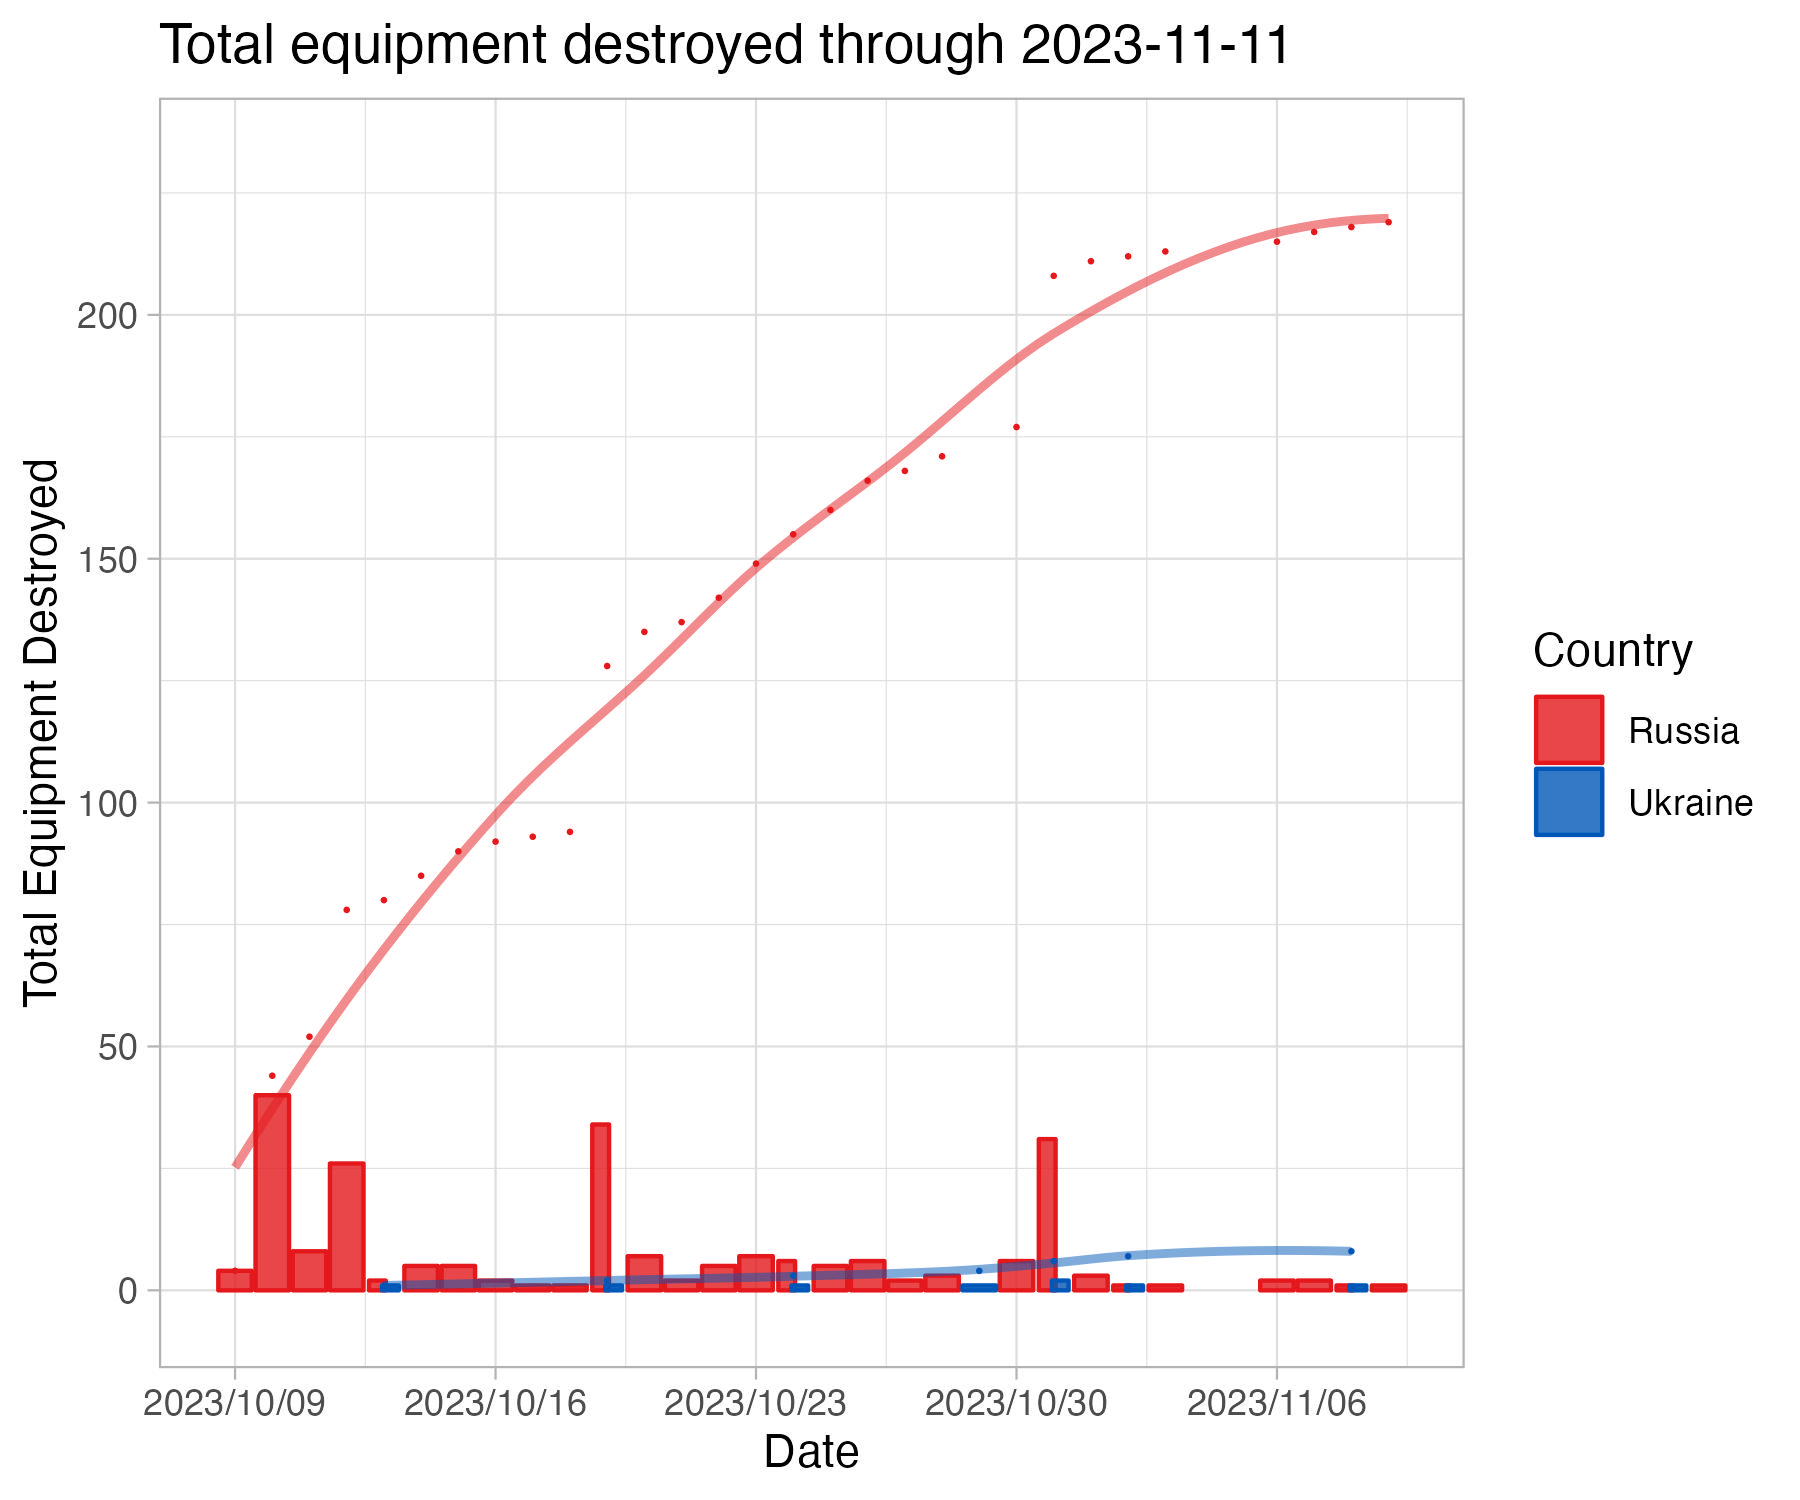 Total equipment destroyed through 2023-11-11
Total Equipment Destroyed
200
150
100
50
0
2023/10/09
2023/10/16
2023/10/23
2023/10/30
2023/11/06
Date
Country
Russia
Ukraine